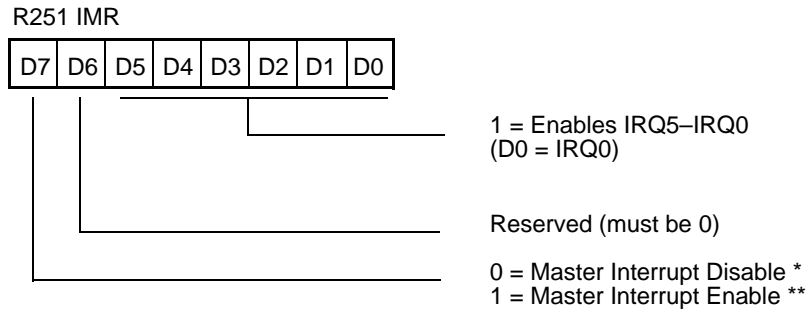 R251 IMR
D7 D6 D5 D4 D3 D2 D1 D0
1 = Enables IRQ5–IRQ0
(D0 = IRQ0)
Reserved (must be 0)
0 = Master Interrupt Disable *
1 = Master Interrupt Enable **